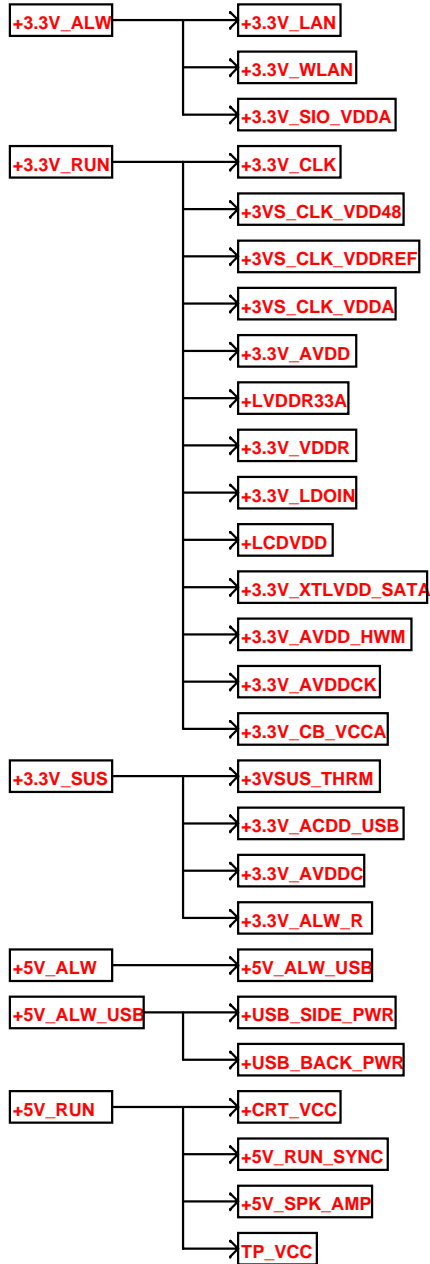 +3.3V_ALW
+3.3V_LAN
+3.3V_WLAN
+3.3V_SIO_VDDA
+3.3V_RUN
+3.3V_CLK
+3VS_CLK_VDD48
+3VS_CLK_VDDREF
+3VS_CLK_VDDA
+3.3V_AVDD
+LVDDR33A
+3.3V_VDDR
+3.3V_LDOIN
+LCDVDD
+3.3V_XTLVDD_SATA
+3.3V_AVDD_HWM
+3.3V_AVDDCK
+3.3V_CB_VCCA
+3.3V_SUS
+3VSUS_THRM
+3.3V_ACDD_USB
+3.3V_AVDDC
+3.3V_ALW_R
+5V_ALW
+5V_ALW_USB
+5V_ALW_USB
+USB_SIDE_PWR
+USB_BACK_PWR
+5V_RUN
+CRT_VCC
+5V_RUN_SYNC
+5V_SPK_AMP
TP_VCC